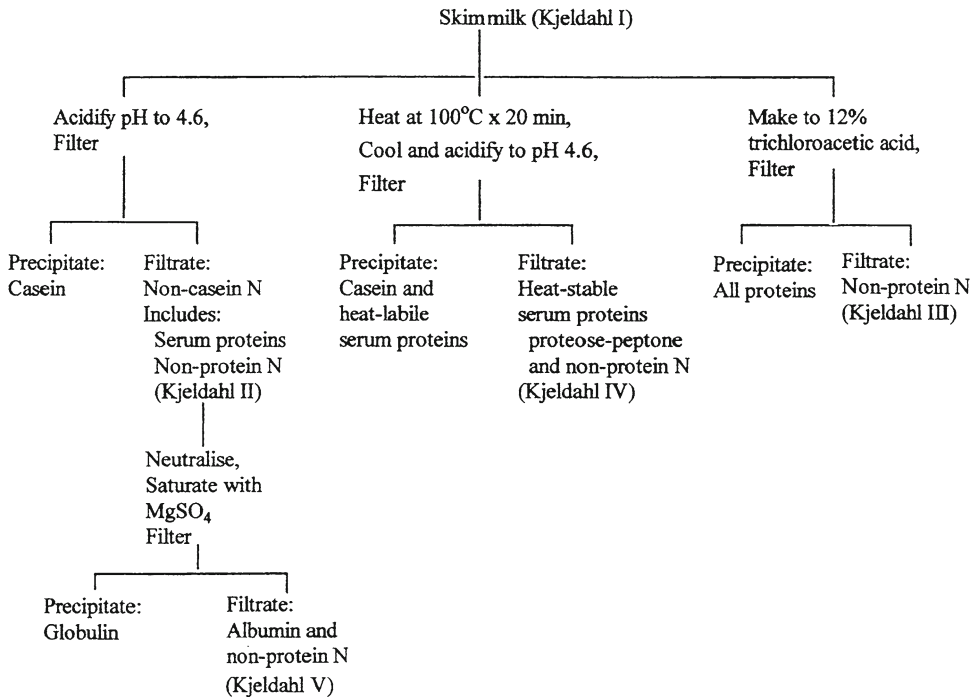 Skim milk (Kjeldahl I)
Acidify pH to 4.6,
Filter
Heat at 100°C x 20 min,
Cool and acidify to pH 4.6,
Filter
Make to 12%
trichloroacetic acid,
Filter
Precipitate:
Casein
Filtrate:
Non-casein N
Includes:
Serum proteins
Non-protein N
(Kjeldahl II)
Precipitate:
Casein and
heat-labile
serum proteins
Filtrate:
Heat-stable
serum proteins
proteose-peptone
and non-protein N
(Kjeldahl IV)
Precipitate:
All proteins
Filtrate:
Non-protein N
(Kjeldahl III)
Neutralise,
Saturate with
MgSO₄
Filter
Precipitate:
Globulin
Filtrate:
Albumin and
non-protein N
(Kjeldahl V)